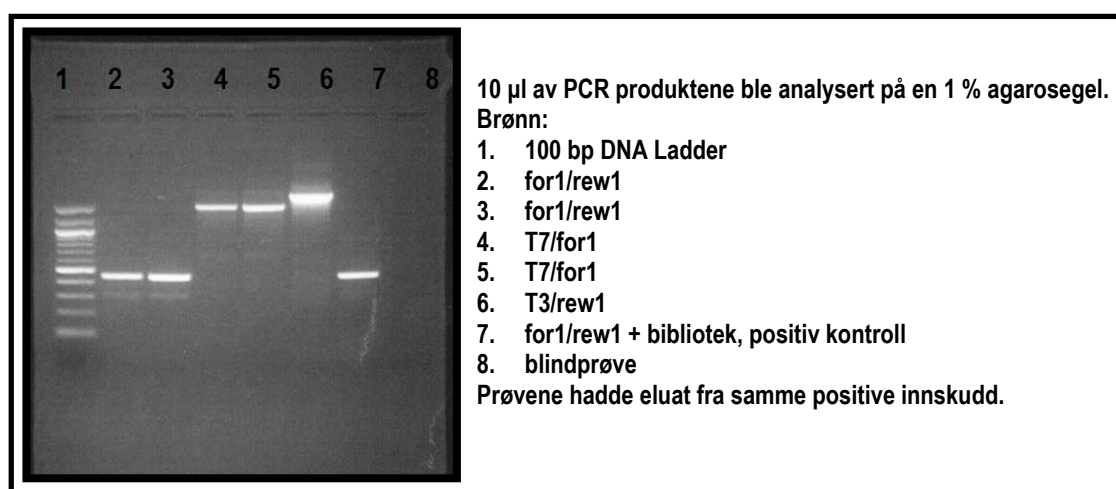 1 2 3 4 5 6 7 8
10 µl av PCR produktene ble analysert på en 1 % agarosegel.
Brønn:
1. 100 bp DNA Ladder
2. for1/rew1
3. for1/rew1
4. T7/for1
5. T7/for1
6. T3/rew1
7. for1/rew1 + bibliotek, positiv kontroll
8. blindprøve
Prøvene hadde eluat fra samme positive innskudd.